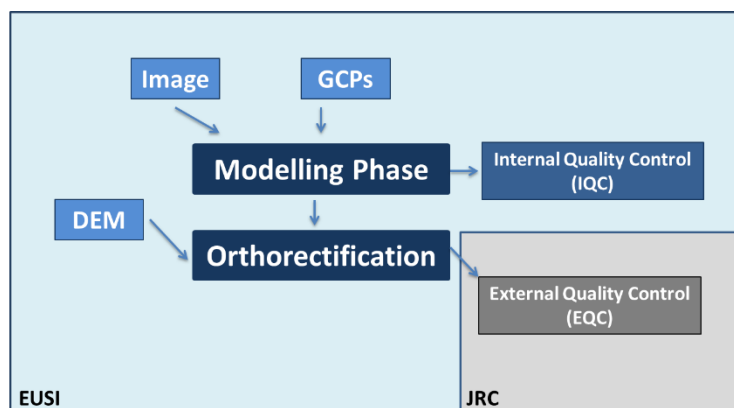 Image
GCPs
Modelling Phase
Internal Quality Control
(IQC)
DEM
Orthorectification
External Quality Control
(EQC)
EUSI
JRC